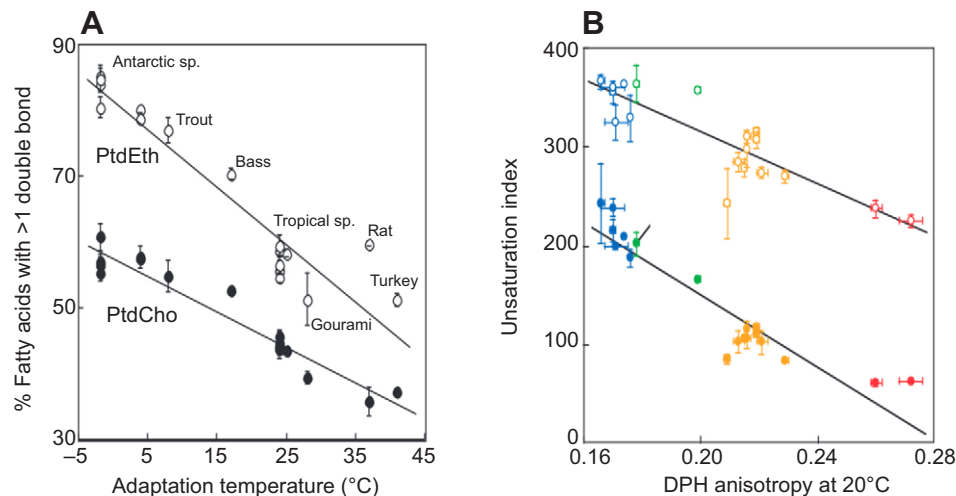 A
% Fatty acids with >1 double bond
90
70
50
30
Antarctic sp.
Trout
PtdEth
Bass
Tropical sp.
Rat
Turkey
PtdCho
Gourami
–5 5 15 25 35 45
Adaptation temperature (°C)
B
Unsaturation index
400
300
200
100
0
0.16 0.20 0.24 0.28
DPH anisotropy at 20°C